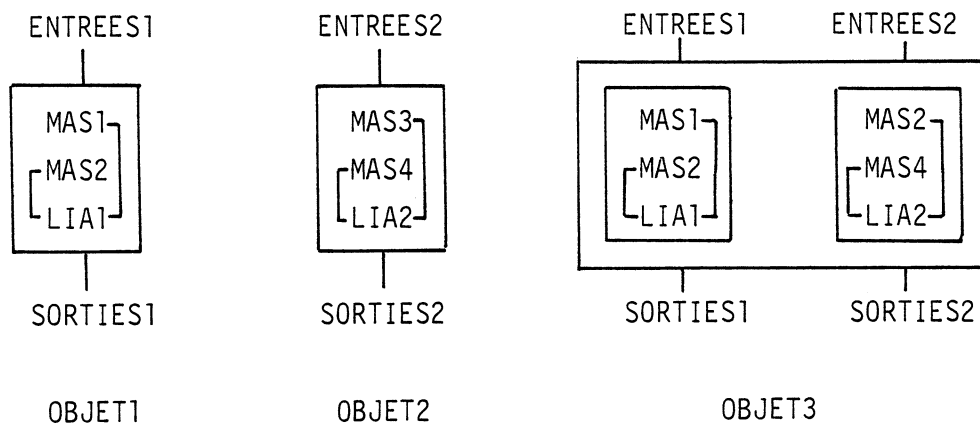 ENTREES1 ENTREES2 ENTREES1 ENTREES2
MAS1 MAS3 MAS1 MAS2
MAS2 MAS4 MAS2 MAS4
LIA1 LIA2 LIA1 LIA2
SORTIES1 SORTIES2 SORTIES1 SORTIES2
OBJET1 OBJET2 OBJET3